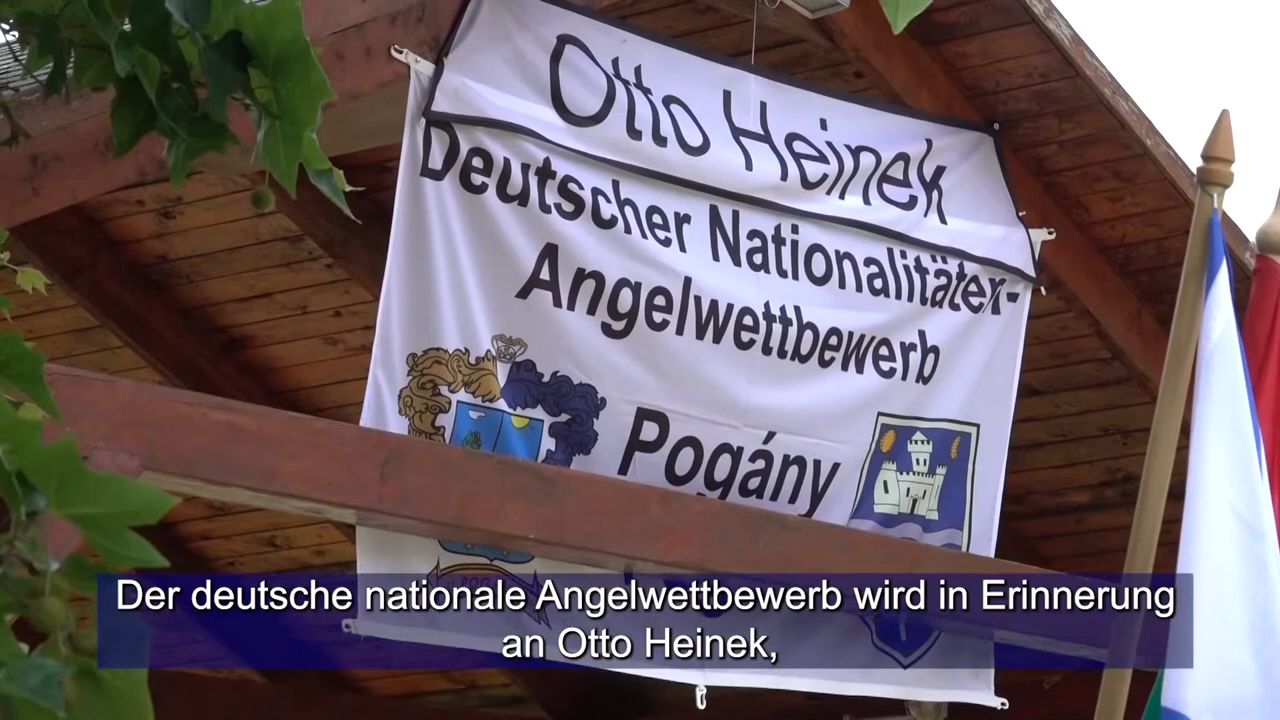 Otto Heinek
Deutscher Nationalitäten-
Angelwettbewerb
Pogány
Der deutsche nationale Angelwettbewerb wird in Erinnerung
an Otto Heinek,